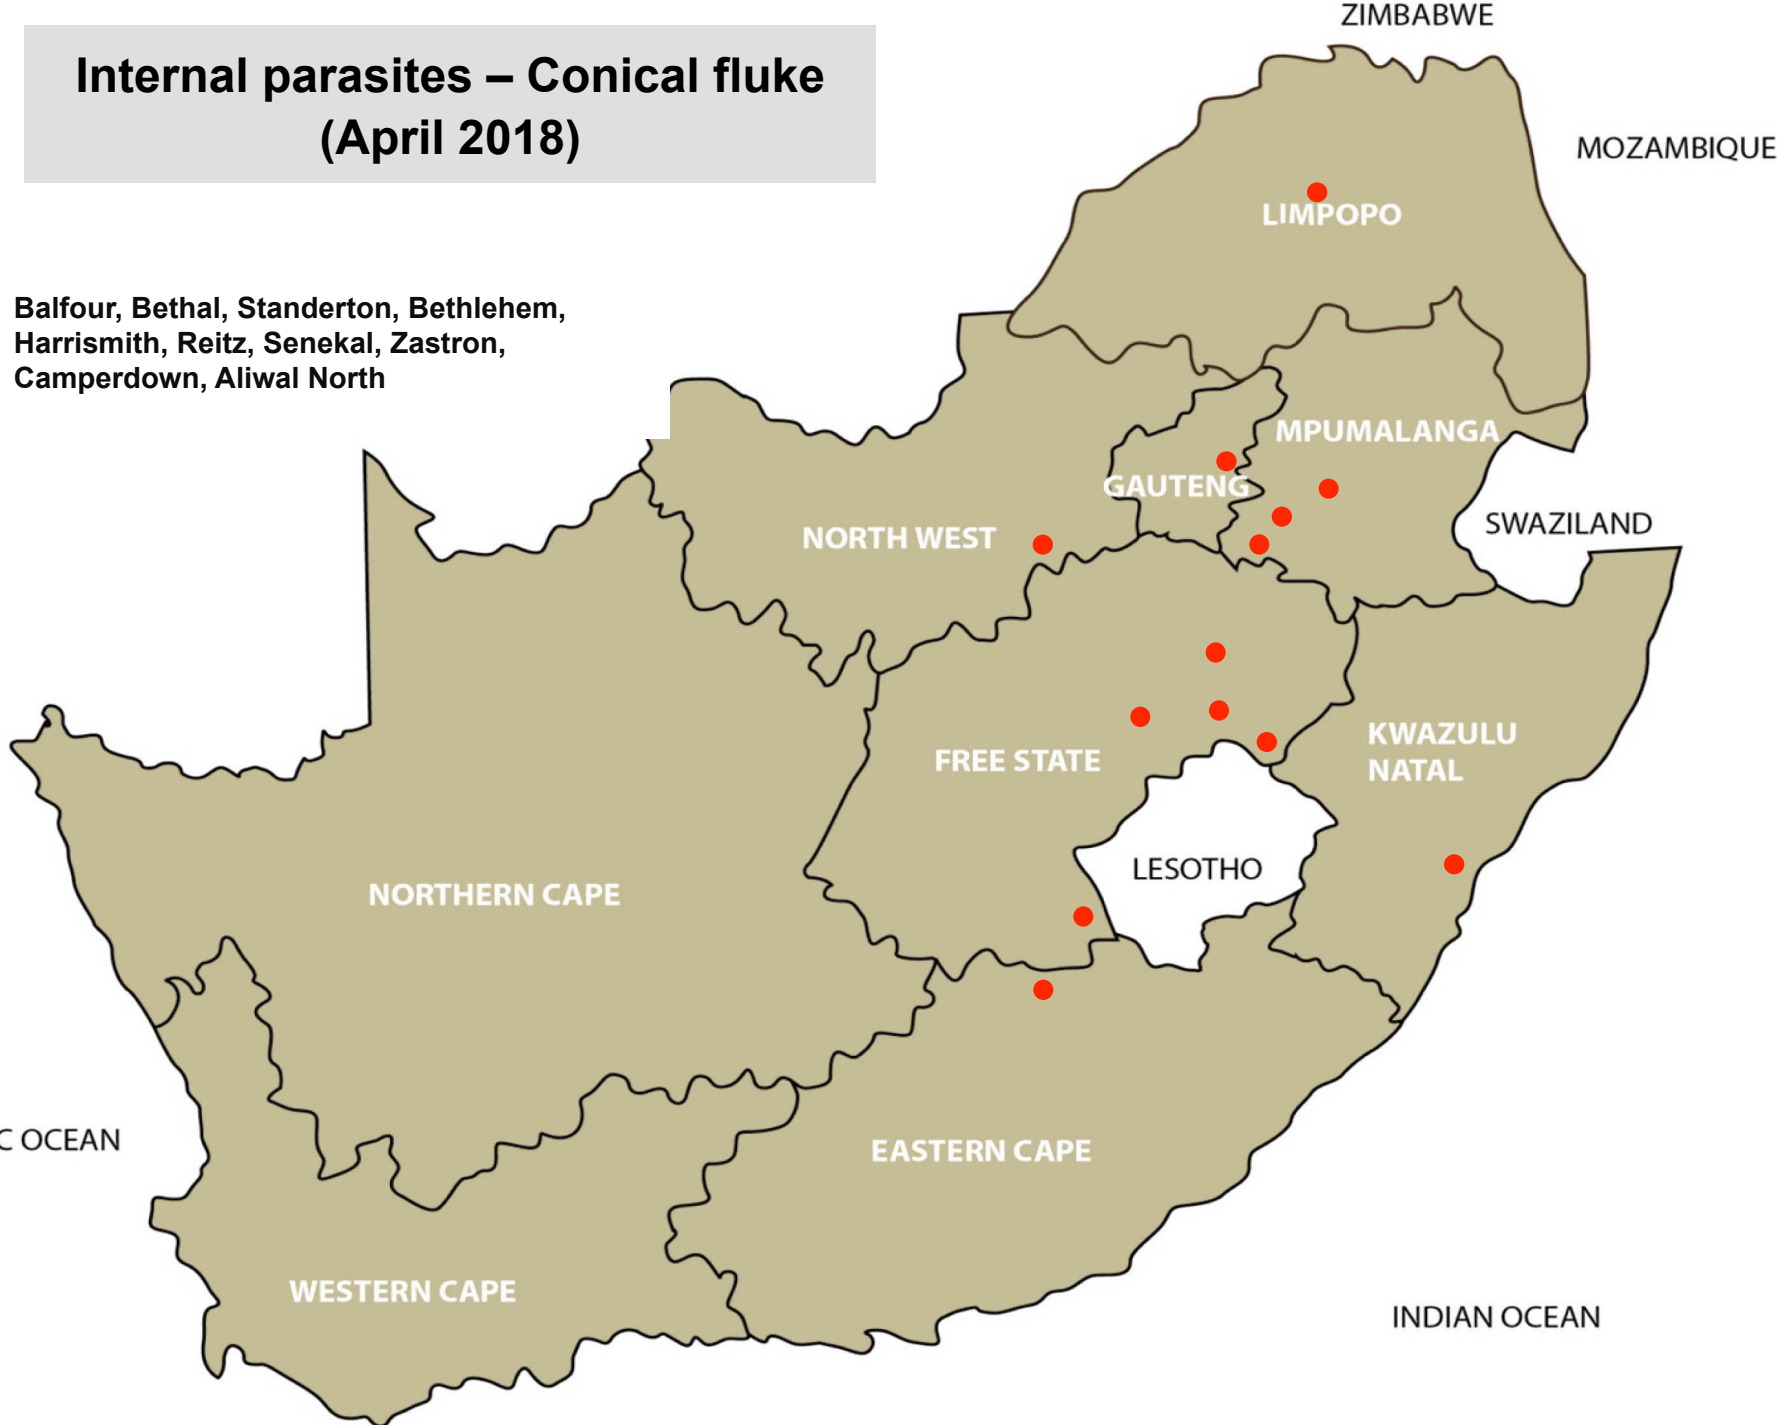 Internal parasites – Conical fluke
(April 2018)
Balfour, Bethal, Standerton, Bethlehem,
Harrismith, Reitz, Senekal, Zastron,
Camperdown, Aliwal North
ZIMBABWE
MOZAMBIQUE
LIMPOPO
MPUMALANGA
GAUTENG
SWAZILAND
NORTH WEST
KWAZULU
NATAL
FREE STATE
LESOTHO
NORTHERN CAPE
C OCEAN
EASTERN CAPE
WESTERN CAPE
INDIAN OCEAN